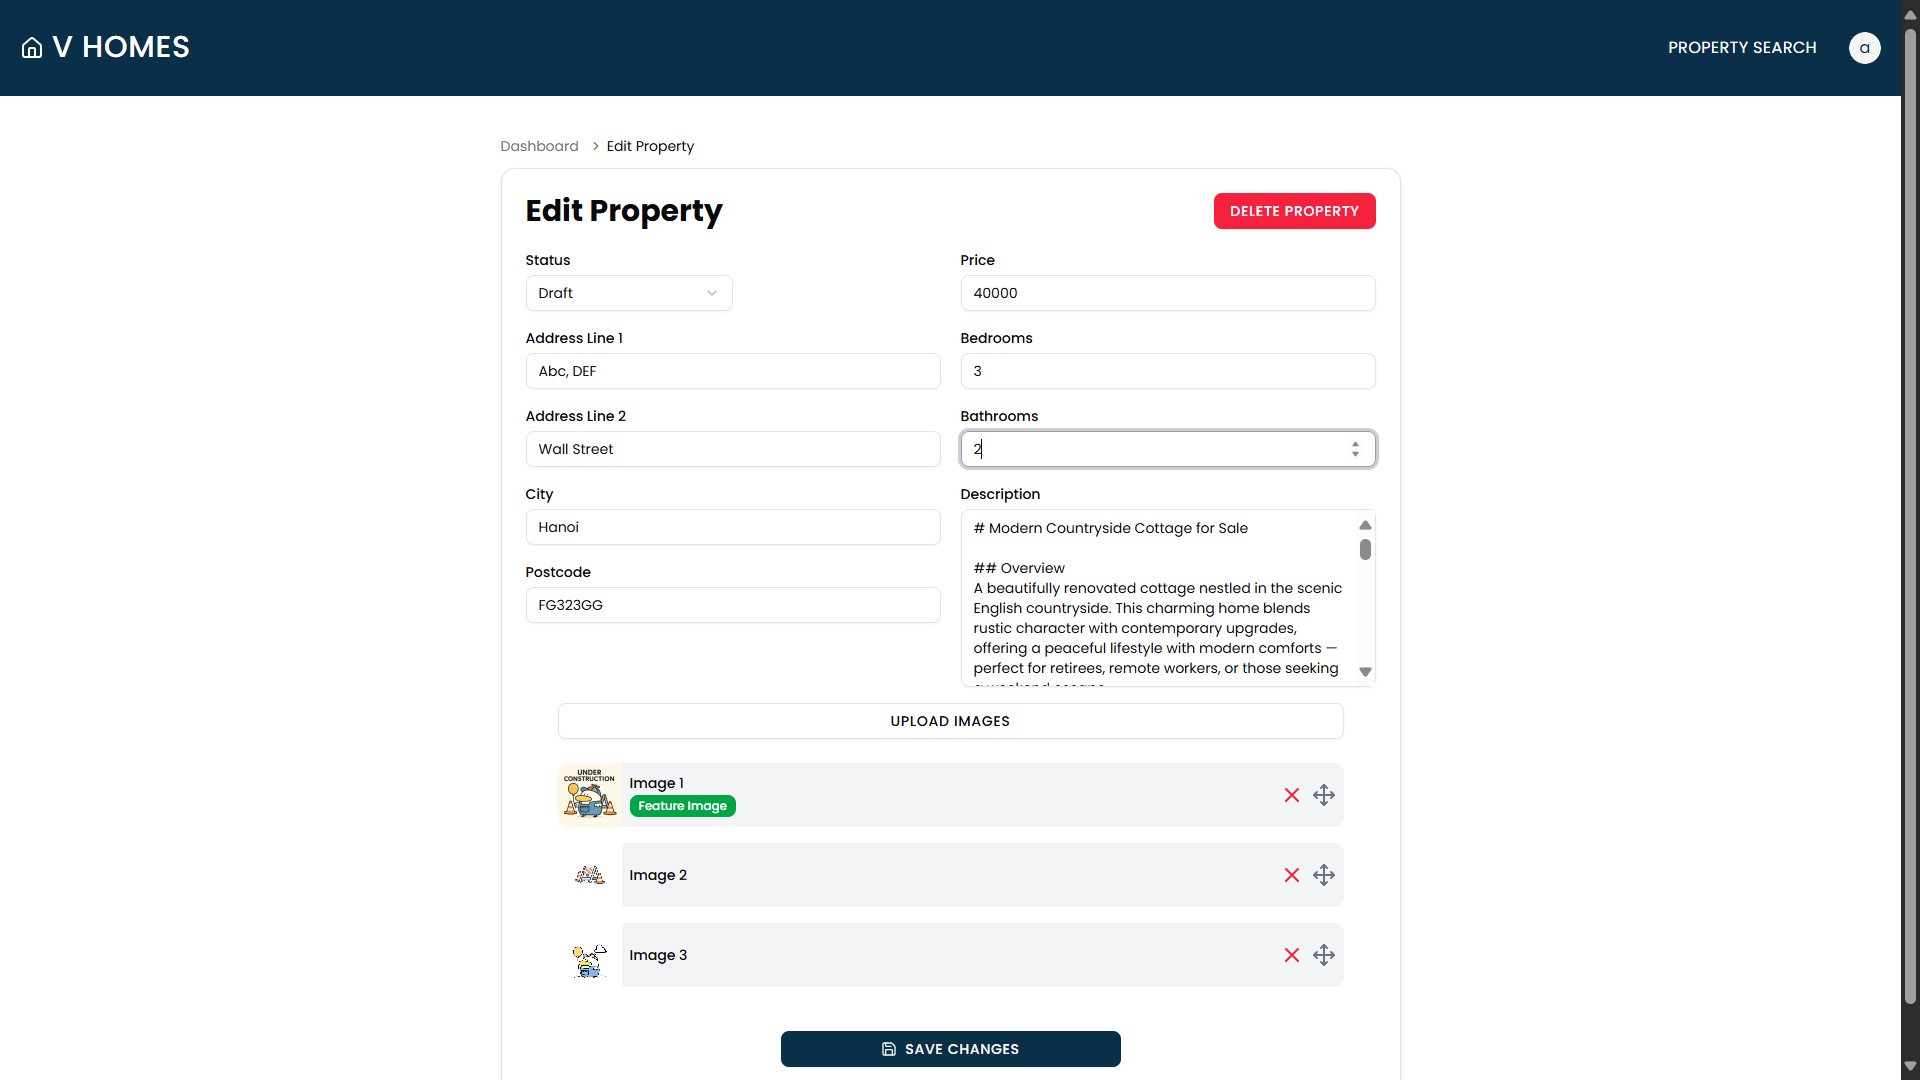 V HOMES
PROPERTY SEARCH
a
Dashboard > Edit Property
Edit Property
DELETE PROPERTY
Status
Draft
Price
40000
Address Line 1
Abc, DEF
Bedrooms
3
Address Line 2
Wall Street
Bathrooms
2
City
Hanoi
Postcode
FG323GG
Description
# Modern Countryside Cottage for Sale
## Overview
A beautifully renovated cottage nestled in the scenic
English countryside. This charming home blends
rustic character with contemporary upgrades,
offering a peaceful lifestyle with modern comforts —
perfect for retirees, remote workers, or those seeking
UPLOAD IMAGES
UNDER
CONSTRUCTION
Image 1
Feature Image
Image 2
Image 3
SAVE CHANGES